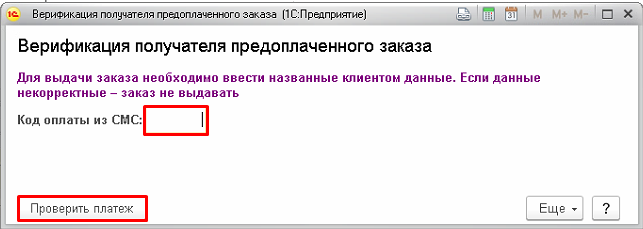 Верификация получателя предоплаченного заказа (1С:Предприятие)
31
M M+ M-
Верификация получателя предоплаченного заказа
Для выдачи заказа необходимо ввести названные клиентом данные. Если данные
некорректные – заказ не выдавать
Код оплаты из СМС:
Проверить платеж
Еще
?